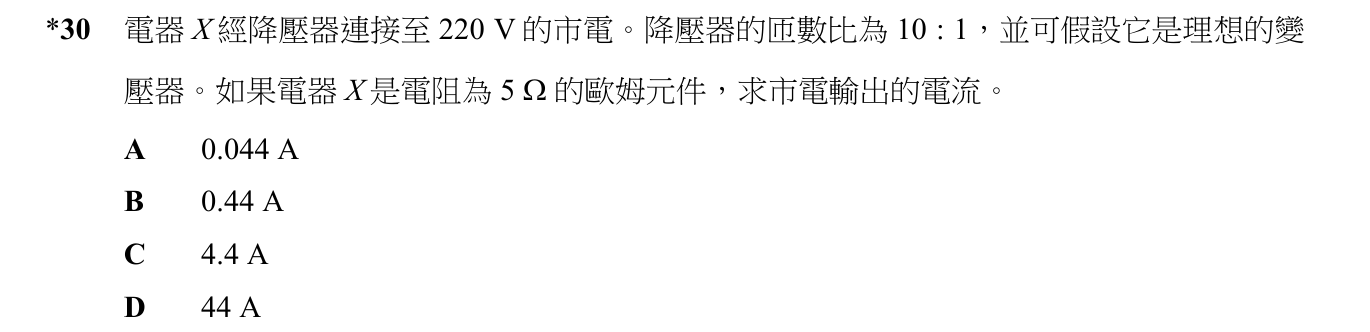 *30 電器 X 經降壓器連接至 220 V 的市電。降壓器的匝數比為 10 : 1，並可假設它是理想的變
壓器。如果電器 X 是電阻為 5 Ω 的歐姆元件，求市電輸出的電流。
A 0.044 A
B 0.44 A
C 4.4 A
D 44 A